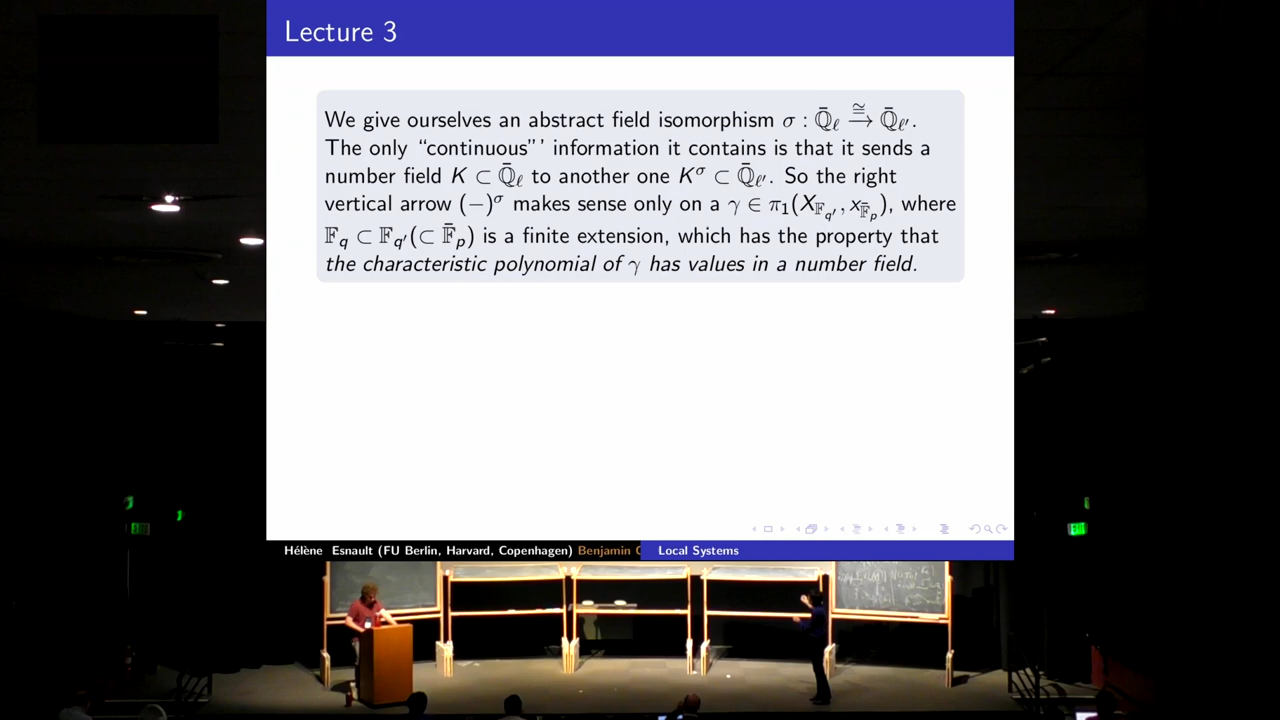 Lecture 3
We give ourselves an abstract field isomorphism σ : ℚ̄_ℓ ≅→ ℚ̄_ℓ′.
The only “continuous”’ information it contains is that it sends a
number field K ⊂ ℚ̄_ℓ to another one K^σ ⊂ ℚ̄_ℓ′. So the right
vertical arrow (−)^σ makes sense only on a γ ∈ π₁(X_{𝔽_{q′}}, x_{𝔽̄_p}), where
𝔽_q ⊂ 𝔽_{q′}(⊂ 𝔽̄_p) is a finite extension, which has the property that
the characteristic polynomial of γ has values in a number field.
Hélène Esnault (FU Berlin, Harvard, Copenhagen) Benjamin Local Systems